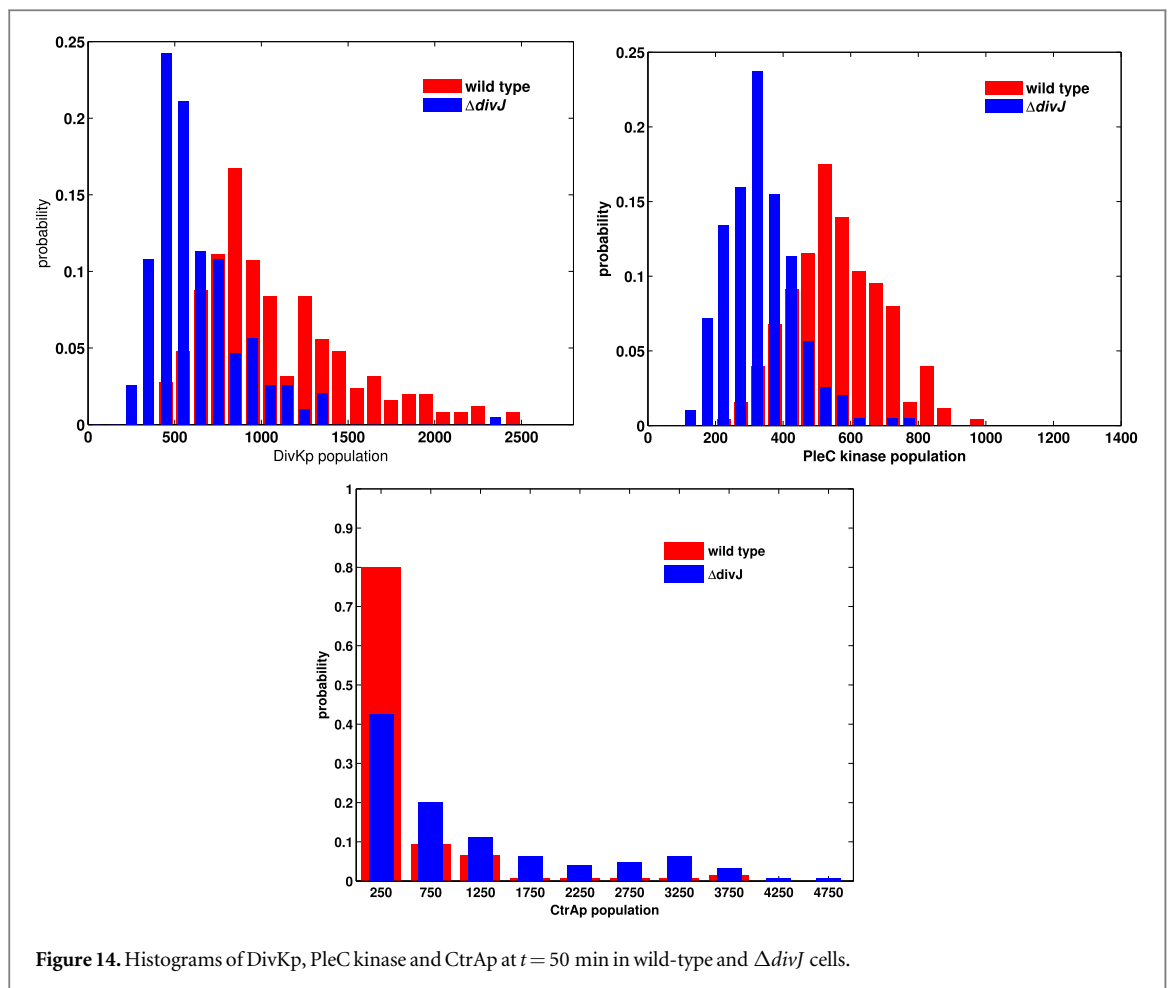 0.25
0.2
0.15
0.1
0.05
0
probability
0 500 1000 1500 2000 2500
DivKp population
wild type
ΔdivJ
0.25
0.2
0.15
0.1
0.05
0
probability
0 200 400 600 800 1000 1200 1400
PleC kinase population
wild type
ΔdivJ
1
0.9
0.8
0.7
0.6
0.5
0.4
0.3
0.2
0.1
0
probability
250 750 1250 1750 2250 2750 3250 3750 4250 4750
CtrAp population
wild type
ΔdivJ
Figure 14. Histograms of DivKp, PleC kinase and CtrAp at t = 50 min in wild-type and ΔdivJ cells.